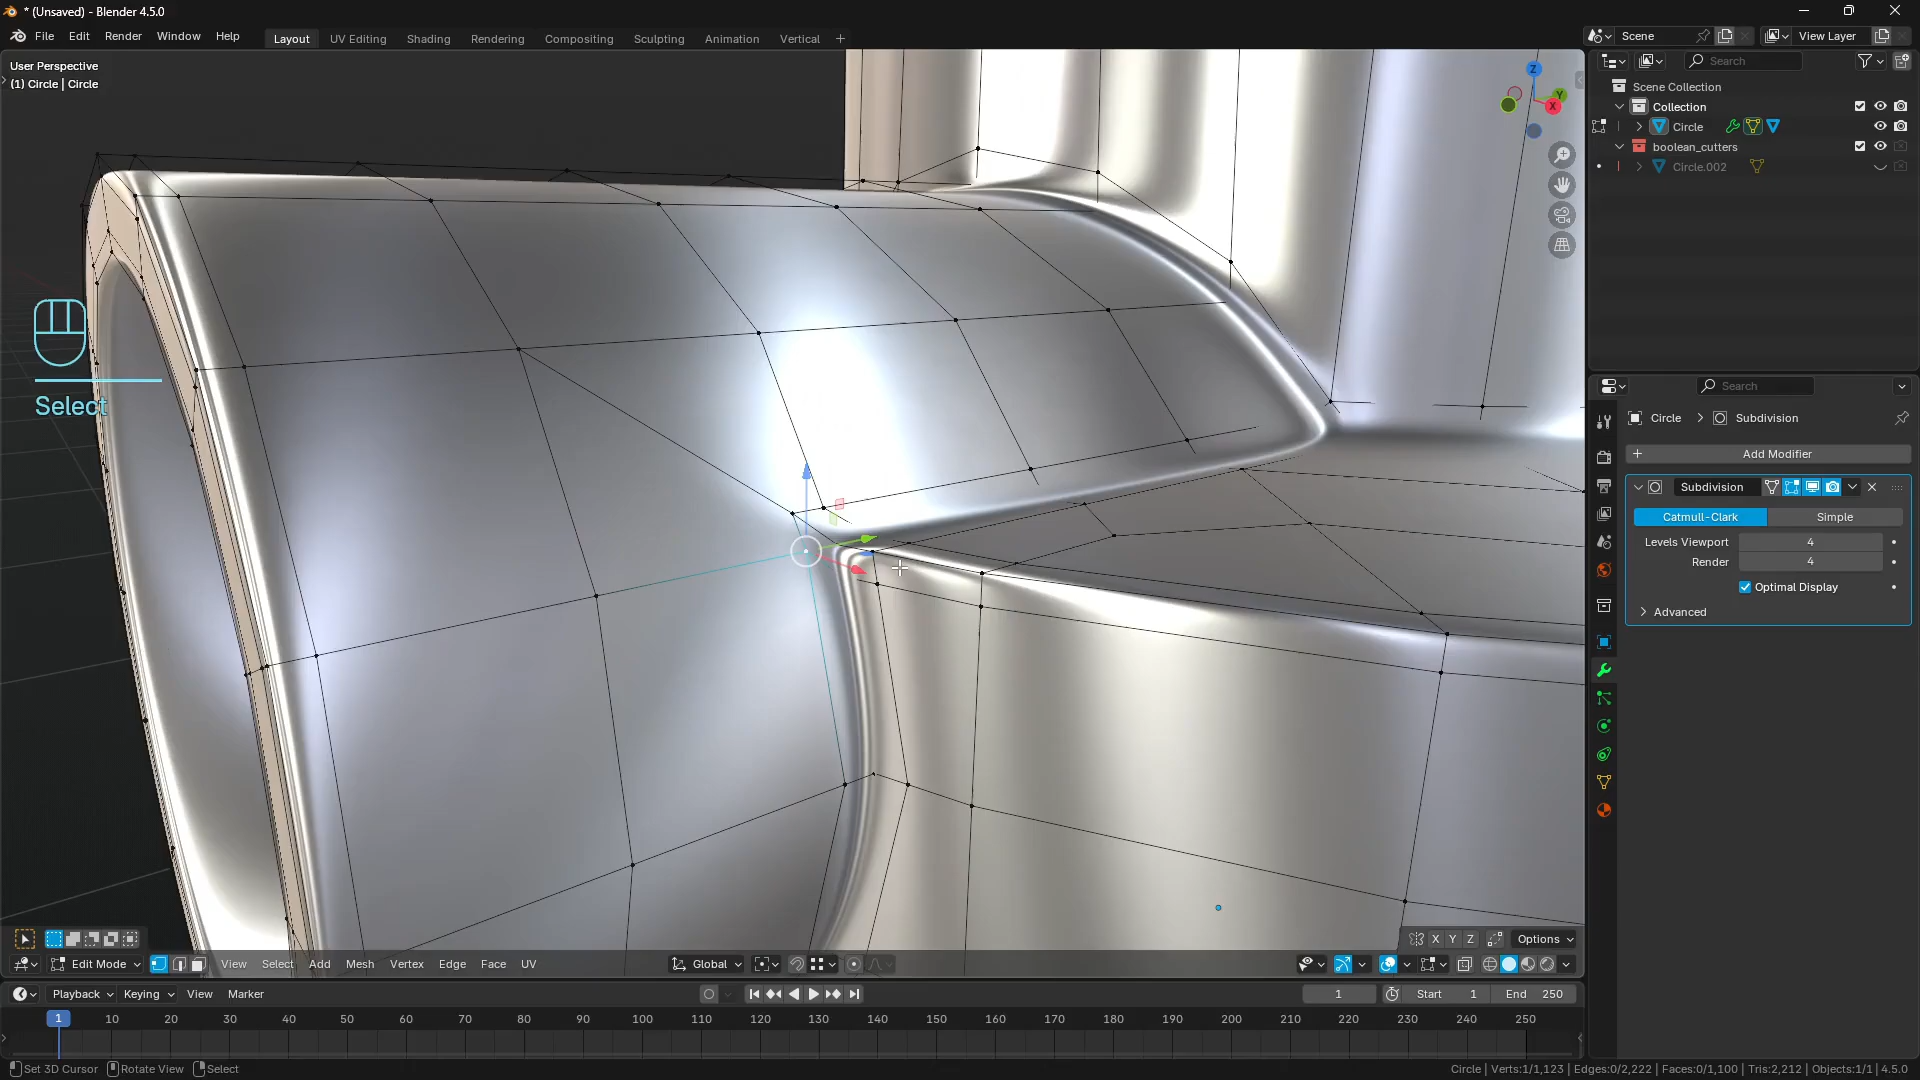 * (Unsaved) - Blender 4.5.0
File Edit Render Window Help
Layout UV Editing Shading Rendering Compositing Sculpting Animation Vertical +
Scene
View Layer
User Perspective
(1) Circle | Circle
Z
Y
X
Search
Scene Collection
Collection
Circle
boolean_cutters
Circle.002
Select
Search
Circle > Subdivision
+ Add Modifier
Subdivision
Catmull-Clark Simple
Levels Viewport 4
Render 4
Optimal Display
Advanced
X Y Z Options
Edit Mode View Select Add Mesh Vertex Edge Face UV Global
Playback Keying View Marker 1 Start 1 End 250
1 10 20 30 40 50 60 70 80 90 100 110 120 130 140 150 160 170 180 190 200 210 220 230 240 250
Set 3D Cursor Rotate View Select
Circle | Verts:1/1,123 | Edges:0/2,222 | Faces:0/1,100 | Tris:2,212 | Objects:1/1 | 4.5.0